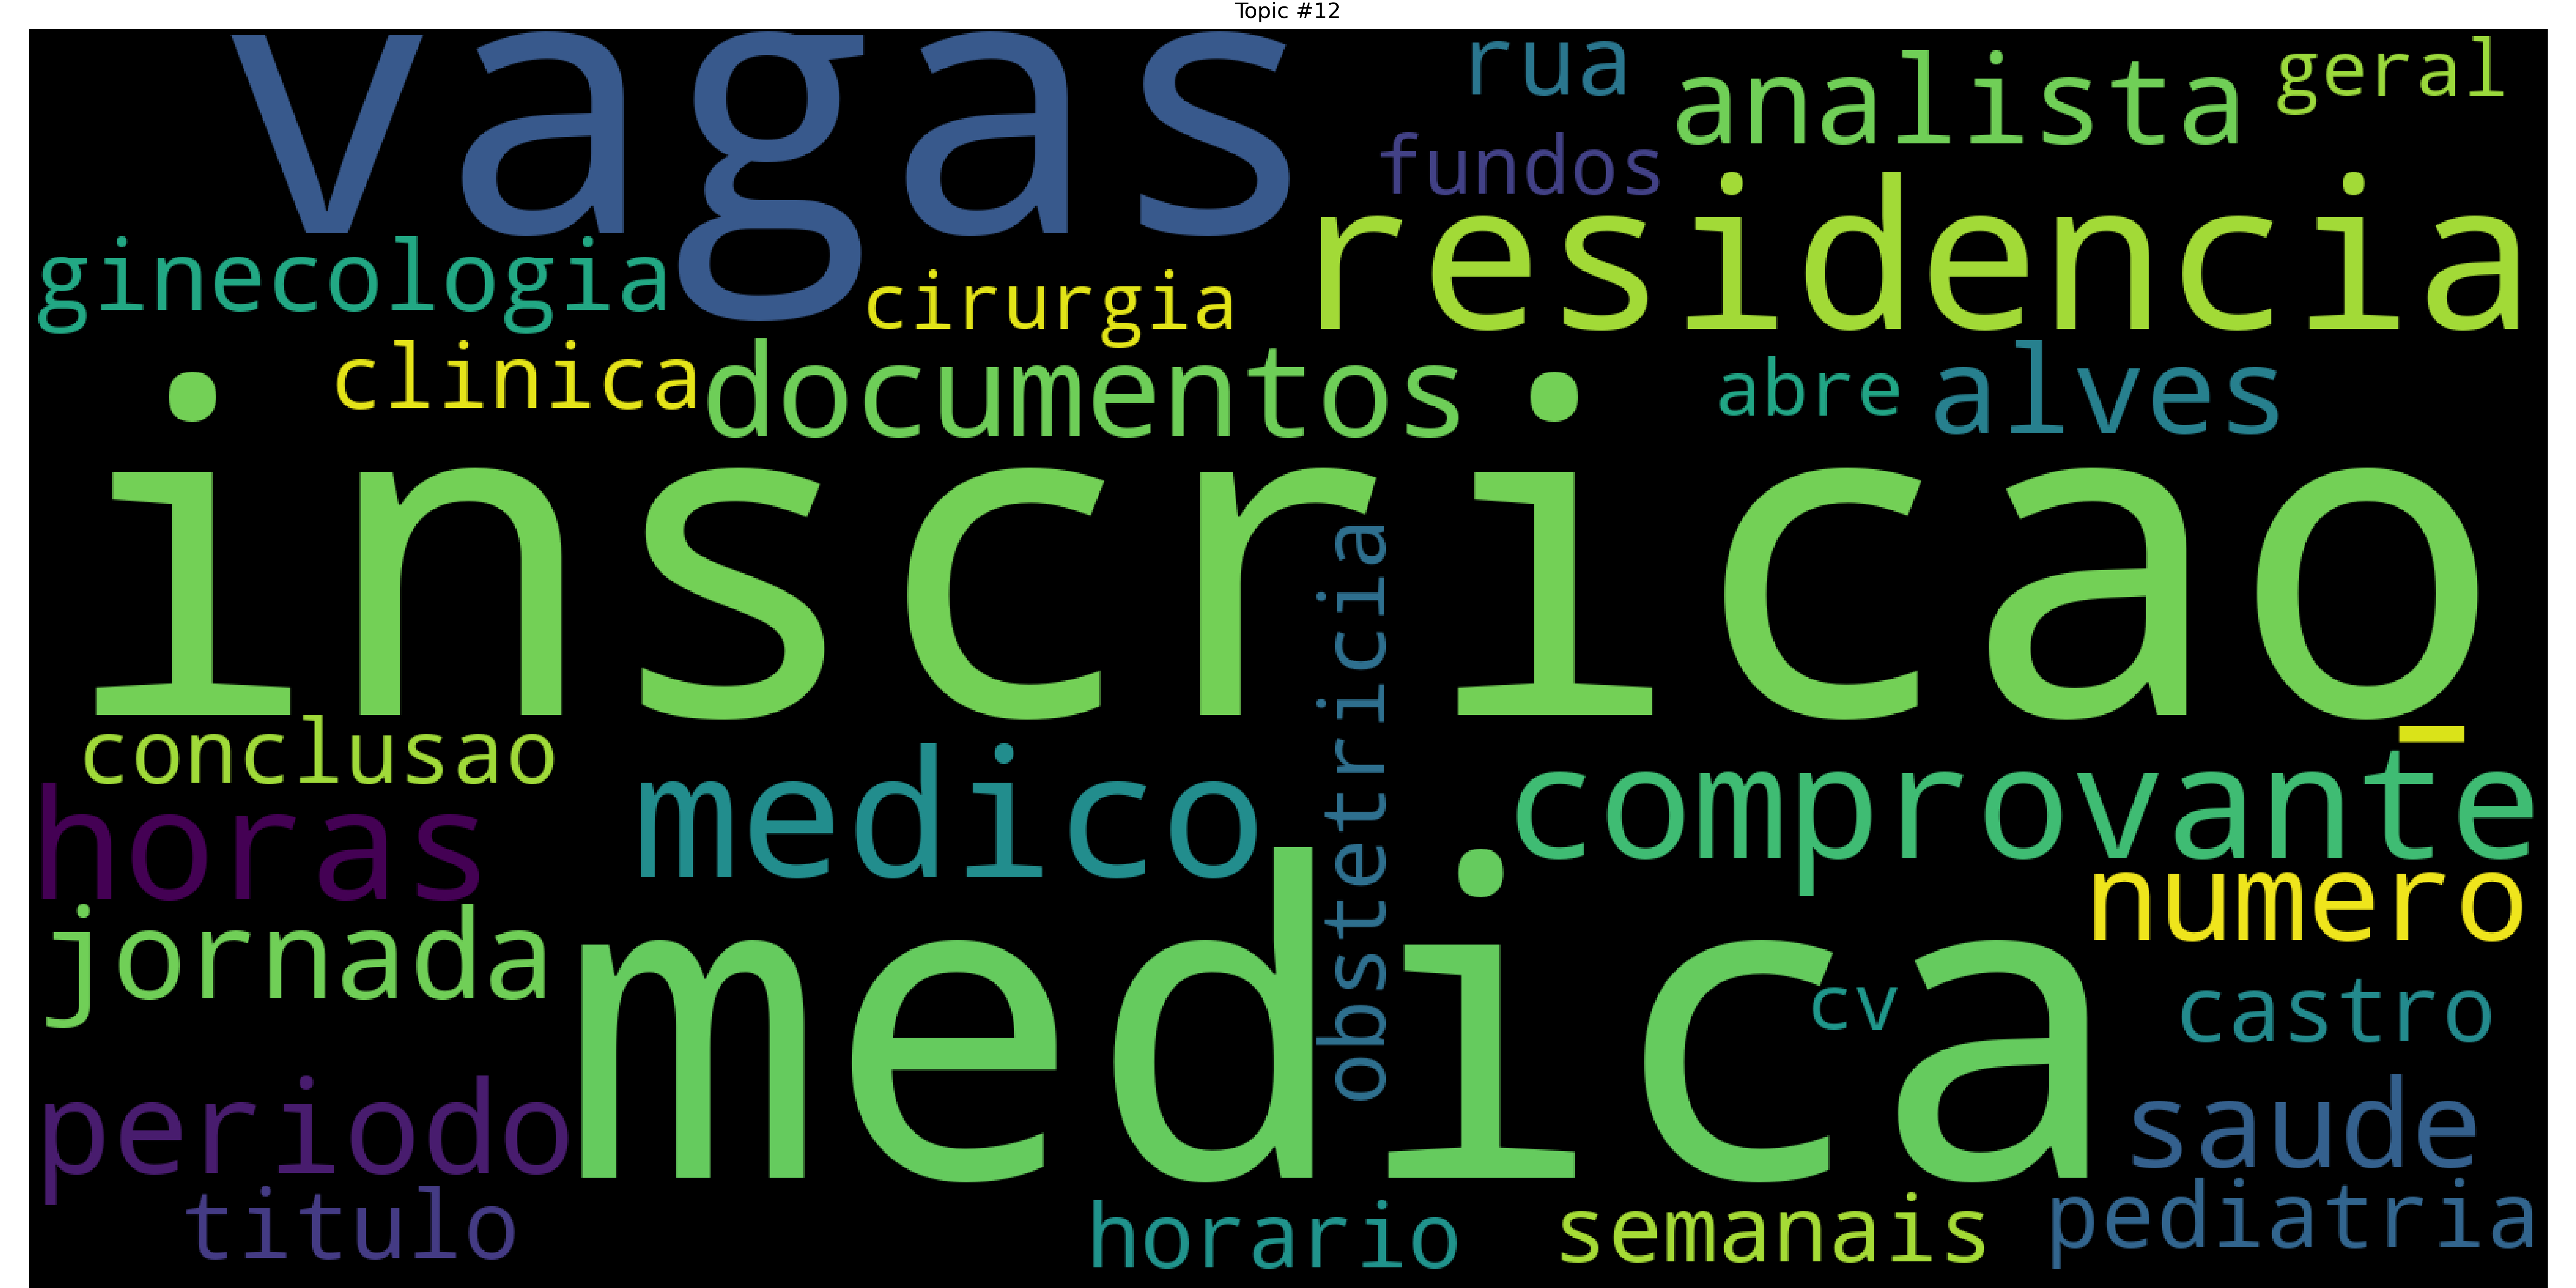 Topic #12
vagas
rua
analista
geral
fundos
residencia
ginecologia
cirurgia
clinica
documentos
abre
alves
inscricao
obstetricia
conclusao
medico
comprovante
_
horas
numero
jornada
medica
cv
castro
periodo
saude
titulo
horario
semanais
pediatria